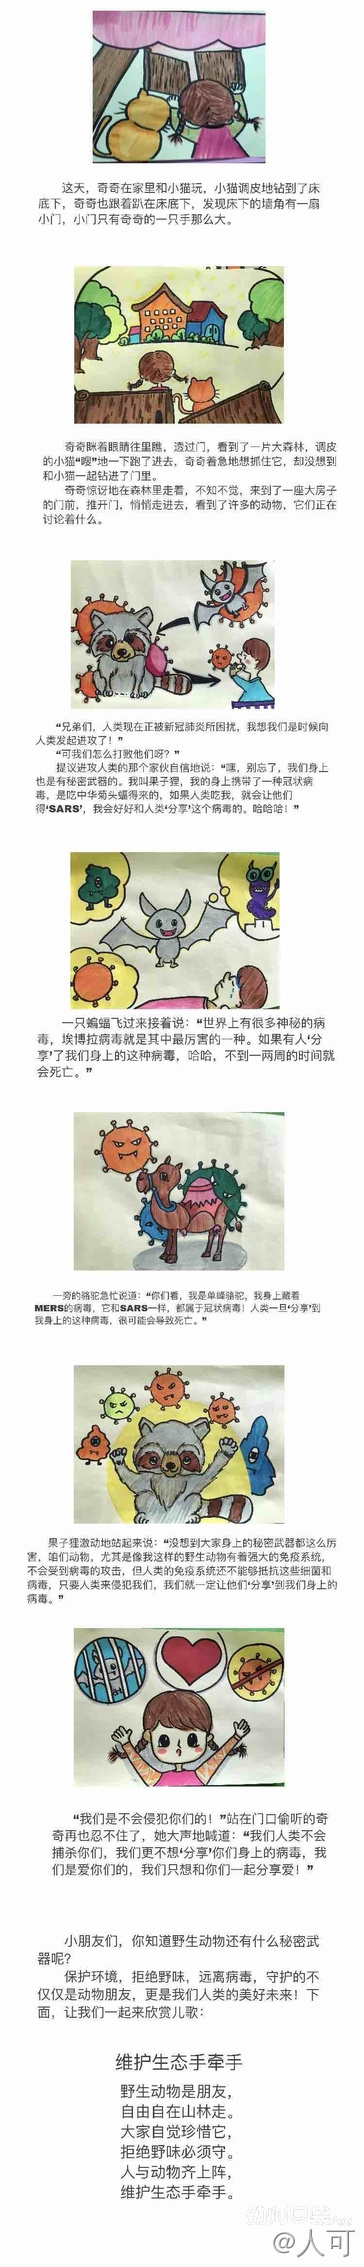 这天，奇奇在家里和小猫玩，小猫调皮地钻到了床
底下，奇奇也跟着趴在床底下，发现床下的墙角有一扇
小门，小门只有奇奇的一只手那么大。
奇奇眯着眼睛往里瞧，透过门，看到了一片大森林，调皮
的小猫“嗖”地一下跑了进去，奇奇着急地想抓住它，却没想到
和小猫一起钻进了门里。
奇奇惊讶地在森林里走着，不知不觉，来到了一座大房子
的门前，推开门，悄悄走进去，看到了许多的动物，它们正在
讨论着什么。
“兄弟们，人类现在正被新冠肺炎所困扰，我想我们是时候向
人类发起进攻了！”
“可我们怎么打败他们呀？”
提议进攻人类的那个家伙自信地说：“嘿，别忘了，我们身上
也是有秘密武器的。我叫果子狸，我的身上携带了一种冠状病
毒，是吃中华菊头蝠得来的，如果人类吃我，就会让他们
得‘SARS’，我会好好和人类‘分享’这个病毒的。哈哈哈！”
一只蝙蝠飞过来接着说：“世界上有很多神秘的病
毒，埃博拉病毒就是其中最厉害的一种。如果有人‘分
享’了我们身上的这种病毒，哈哈，不到一两周的时间就
会死亡。”
一旁的骆驼急忙说道：“你们看，我是单峰骆驼，我身上藏着
MERS的病毒，它和SARS一样，都属于冠状病毒！人类一旦‘分享’到
我身上的这种病毒，很可能会导致死亡。”
果子狸激动地站起来说：“没想到大家身上的秘密武器都这么厉
害，咱们动物，尤其是像我这样的野生动物有着强大的免疫系统，
不会受到病毒的攻击，但人类的免疫系统还不能够抵抗这些细菌和
病毒，只要人类来侵犯我们，我们就一定让他们‘分享’到我们身上的
病毒。”
“我们是不会侵犯你们的！”站在门口偷听的奇
奇再也忍不住了，她大声地喊道：“我们人类不会
捕杀你们，我们更不想‘分享’你们身上的病毒，我
们是爱你们的，我们只想和你们一起分享爱！”
小朋友们，你知道野生动物还有什么秘密武
器呢？
保护环境，拒绝野味，远离病毒，守护的不
仅仅是动物朋友，更是我们人类的美好未来！下
面，让我们一起来欣赏儿歌：
维护生态手牵手
野生动物是朋友，
自由自在山林走。
大家自觉珍惜它，
拒绝野味必须守。
人与动物齐上阵，
维护生态手牵手。
@人可